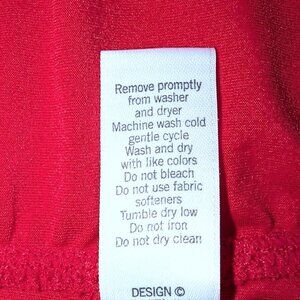 Remove promptly
from washer
and dryer
Machine wash cold
gentle cycle
Wash and dry
with like colors
Do not bleach
Do not use fabric
softeners
Tumble dry low
Do not iron
Do not dry clean
DESIGN ©